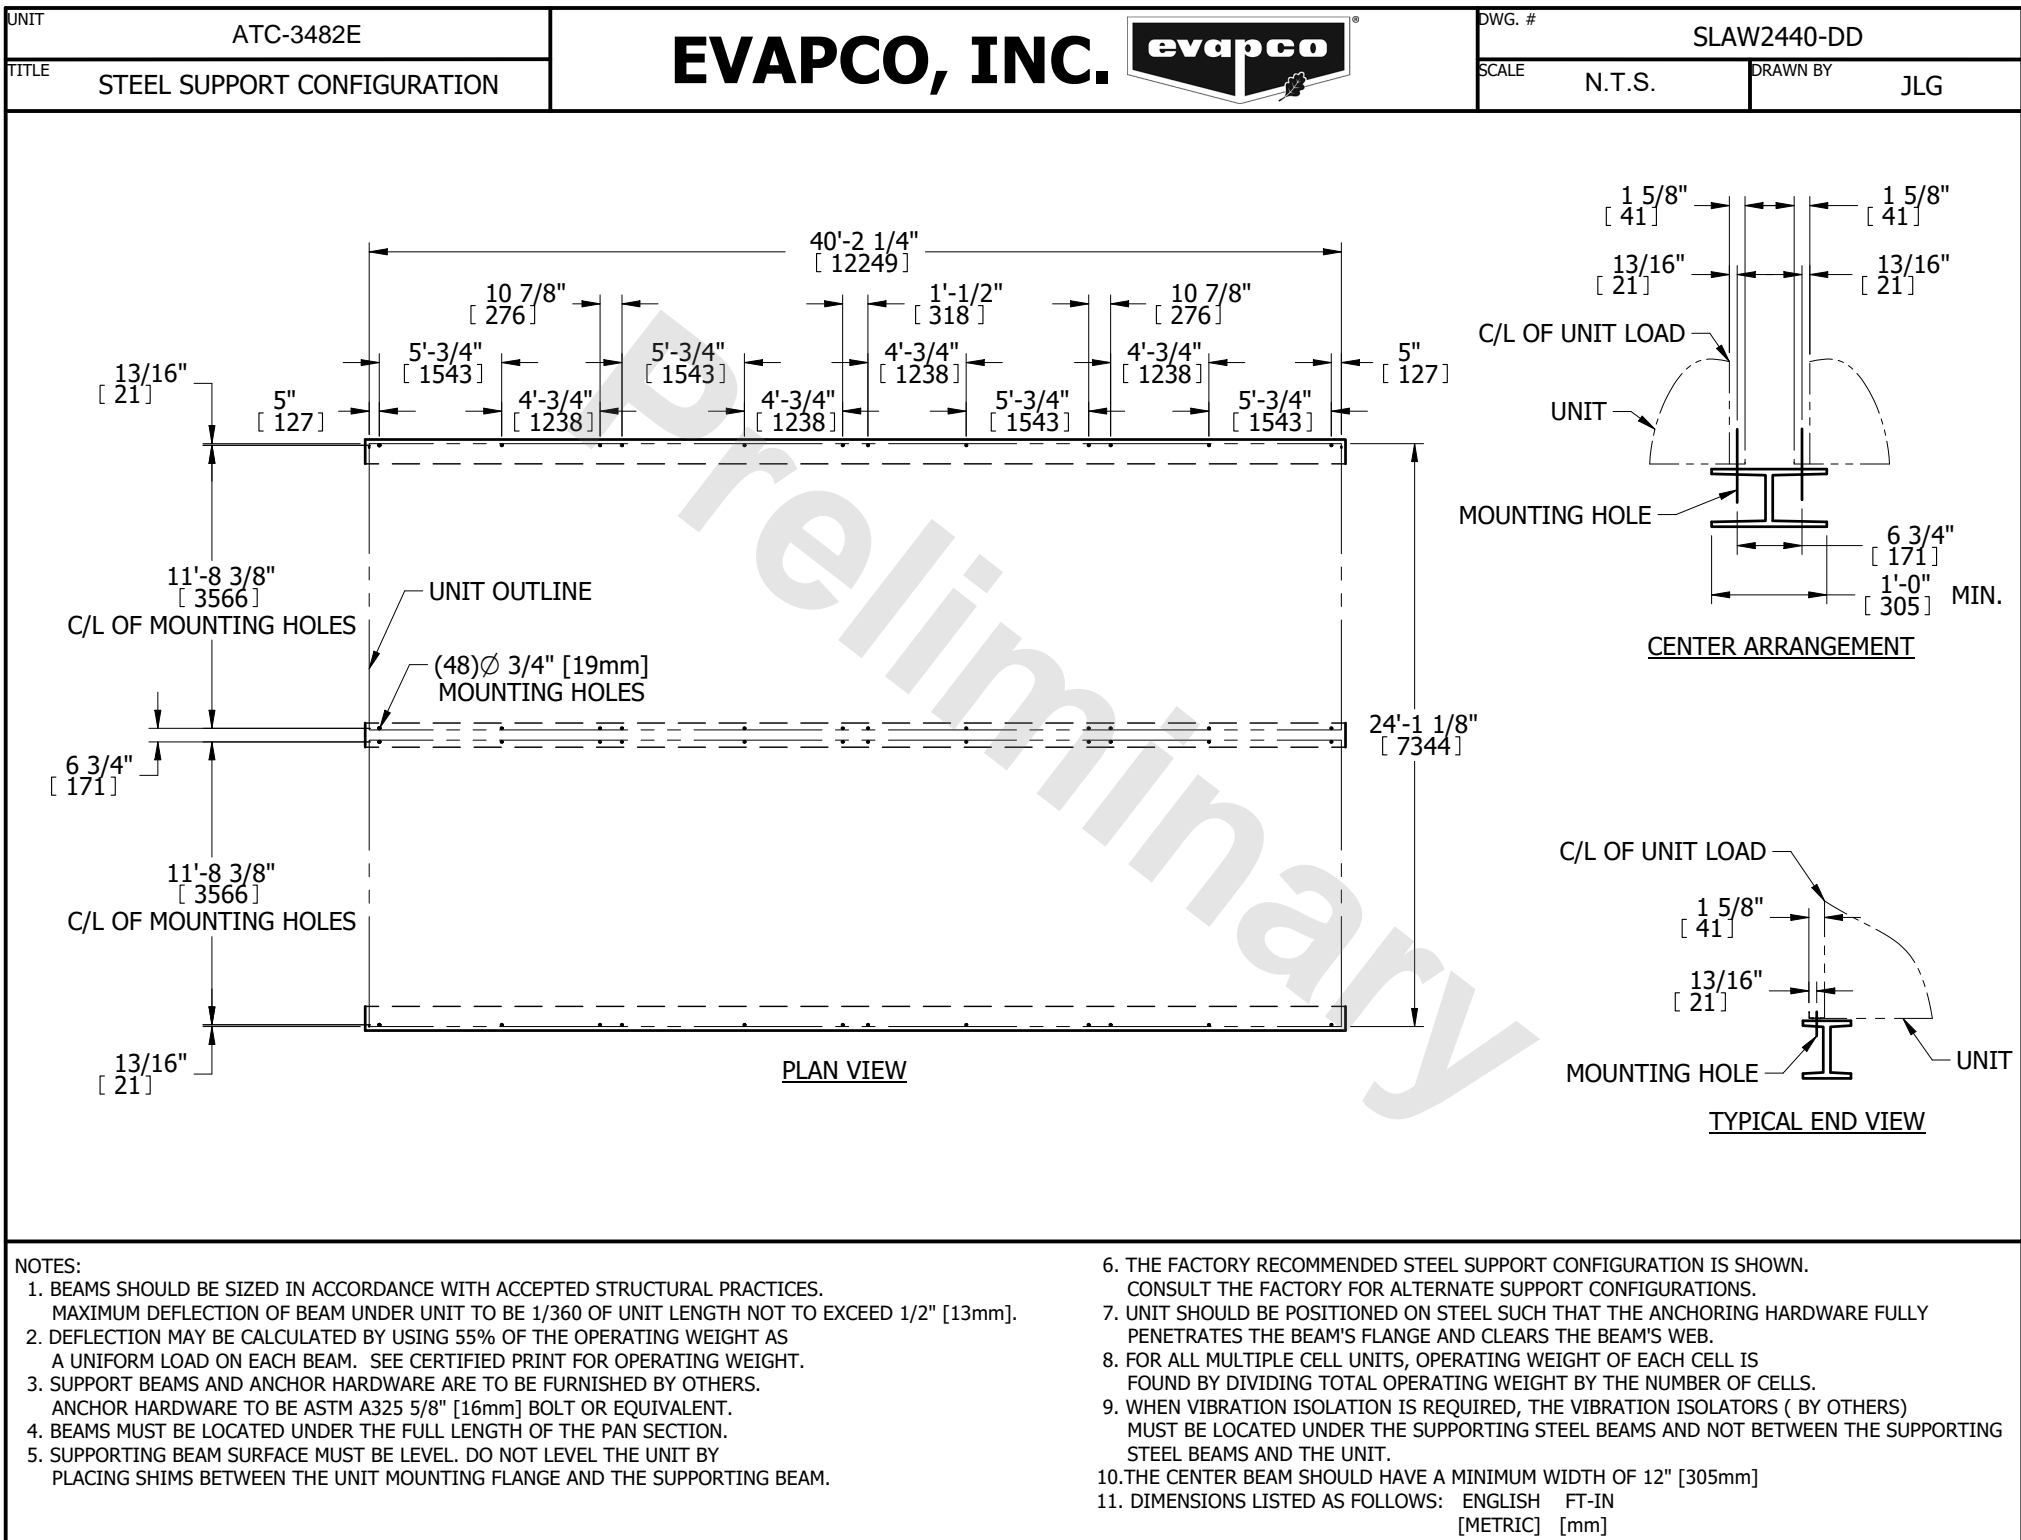 UNIT
ATC-3482E
TITLE
STEEL SUPPORT CONFIGURATION
EVAPCO, INC.
evapco
®
DWG. #
SLAW2440-DD
SCALE
N.T.S.
DRAWN BY
JLG
40'-2 1/4"
[ 12249]
10 7/8"
[ 276]
1'-1/2"
[ 318 ]
10 7/8"
[ 276]
5'-3/4"
[ 1543]
5'-3/4"
[ 1543]
4'-3/4"
[ 1238]
4'-3/4"
[ 1238]
5"
[ 127]
13/16"
[ 21]
5"
[ 127]
4'-3/4"
[ 1238]
4'-3/4"
[ 1238]
5'-3/4"
[ 1543]
5'-3/4"
[ 1543]
11'-8 3/8"
[ 3566]
C/L OF MOUNTING HOLES
UNIT OUTLINE
(48)∅ 3/4" [19mm]
MOUNTING HOLES
6 3/4"
[ 171]
24'-1 1/8"
[ 7344]
11'-8 3/8"
[ 3566]
C/L OF MOUNTING HOLES
13/16"
[ 21]
PLAN VIEW
Preliminary
1 5/8"
[ 41]
1 5/8"
[ 41]
13/16"
[ 21]
13/16"
[ 21]
C/L OF UNIT LOAD
UNIT
MOUNTING HOLE
6 3/4"
[ 171]
1'-0"
[ 305] MIN.
CENTER ARRANGEMENT
C/L OF UNIT LOAD
1 5/8"
[ 41]
13/16"
[ 21]
MOUNTING HOLE
UNIT
TYPICAL END VIEW
NOTES:
1. BEAMS SHOULD BE SIZED IN ACCORDANCE WITH ACCEPTED STRUCTURAL PRACTICES.
MAXIMUM DEFLECTION OF BEAM UNDER UNIT TO BE 1/360 OF UNIT LENGTH NOT TO EXCEED 1/2" [13mm].
2. DEFLECTION MAY BE CALCULATED BY USING 55% OF THE OPERATING WEIGHT AS
A UNIFORM LOAD ON EACH BEAM. SEE CERTIFIED PRINT FOR OPERATING WEIGHT.
3. SUPPORT BEAMS AND ANCHOR HARDWARE ARE TO BE FURNISHED BY OTHERS.
ANCHOR HARDWARE TO BE ASTM A325 5/8" [16mm] BOLT OR EQUIVALENT.
4. BEAMS MUST BE LOCATED UNDER THE FULL LENGTH OF THE PAN SECTION.
5. SUPPORTING BEAM SURFACE MUST BE LEVEL. DO NOT LEVEL THE UNIT BY
PLACING SHIMS BETWEEN THE UNIT MOUNTING FLANGE AND THE SUPPORTING BEAM.
6. THE FACTORY RECOMMENDED STEEL SUPPORT CONFIGURATION IS SHOWN.
CONSULT THE FACTORY FOR ALTERNATE SUPPORT CONFIGURATIONS.
7. UNIT SHOULD BE POSITIONED ON STEEL SUCH THAT THE ANCHORING HARDWARE FULLY
PENETRATES THE BEAM'S FLANGE AND CLEARS THE BEAM'S WEB.
8. FOR ALL MULTIPLE CELL UNITS, OPERATING WEIGHT OF EACH CELL IS
FOUND BY DIVIDING TOTAL OPERATING WEIGHT BY THE NUMBER OF CELLS.
9. WHEN VIBRATION ISOLATION IS REQUIRED, THE VIBRATION ISOLATORS ( BY OTHERS)
MUST BE LOCATED UNDER THE SUPPORTING STEEL BEAMS AND NOT BETWEEN THE SUPPORTING
STEEL BEAMS AND THE UNIT.
10.THE CENTER BEAM SHOULD HAVE A MINIMUM WIDTH OF 12" [305mm]
11. DIMENSIONS LISTED AS FOLLOWS: ENGLISH FT-IN
[METRIC] [mm]